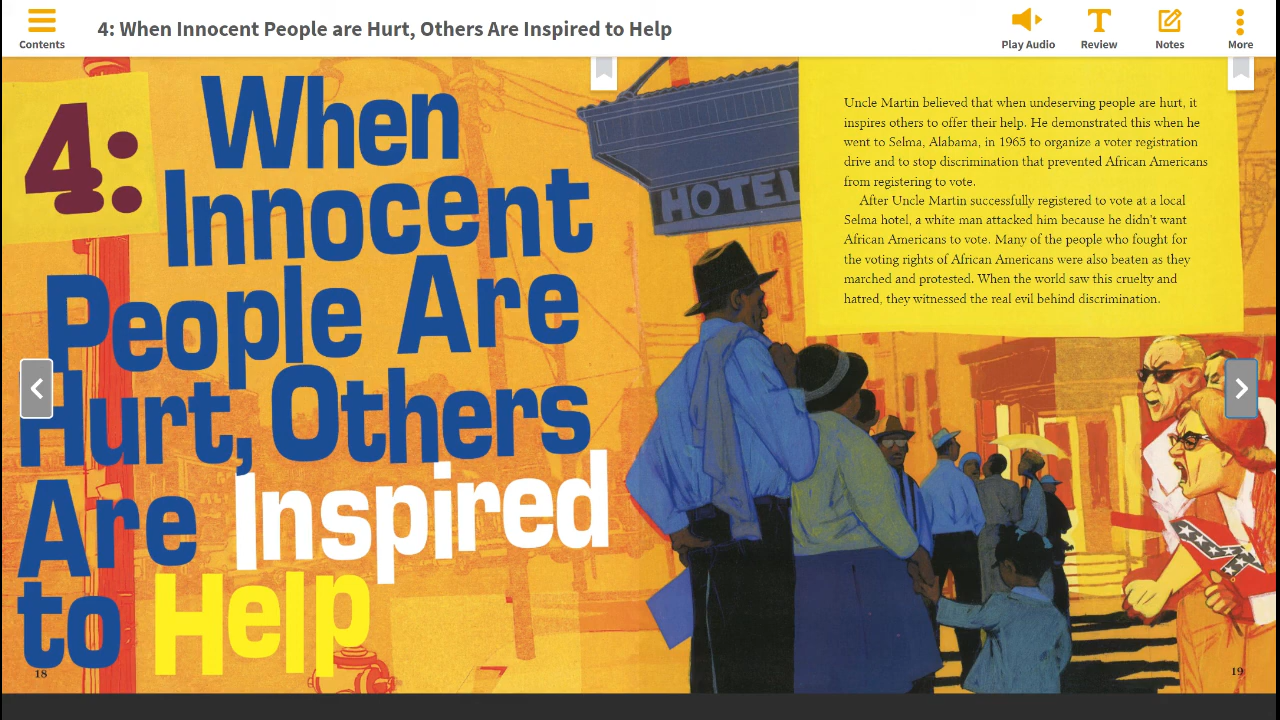 Contents
4: When Innocent People are Hurt, Others Are Inspired to Help
Play Audio
Review
Notes
More
4:
When
Innocent
People Are
Hurt, Others
Are Inspired
to Help
18
HOTEL
Uncle Martin believed that when undeserving people are hurt, it
inspires others to offer their help. He demonstrated this when he
went to Selma, Alabama, in 1965 to organize a voter registration
drive and to stop discrimination that prevented African Americans
from registering to vote.
After Uncle Martin successfully registered to vote at a local
Selma hotel, a white man attacked him because he didn't want
African Americans to vote. Many of the people who fought for
the voting rights of African Americans were also beaten as they
marched and protested. When the world saw this cruelty and
hatred, they witnessed the real evil behind discrimination.
19